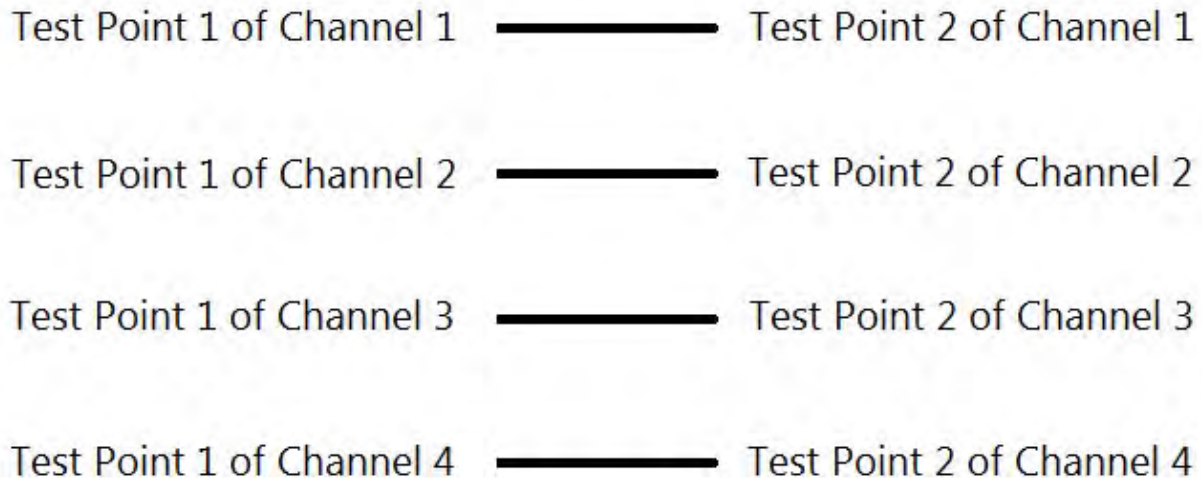 Test Point 1 of Channel 1 Test Point 2 of Channel 1
Test Point 1 of Channel 2 Test Point 2 of Channel 2
Test Point 1 of Channel 3 Test Point 2 of Channel 3
Test Point 1 of Channel 4 Test Point 2 of Channel 4